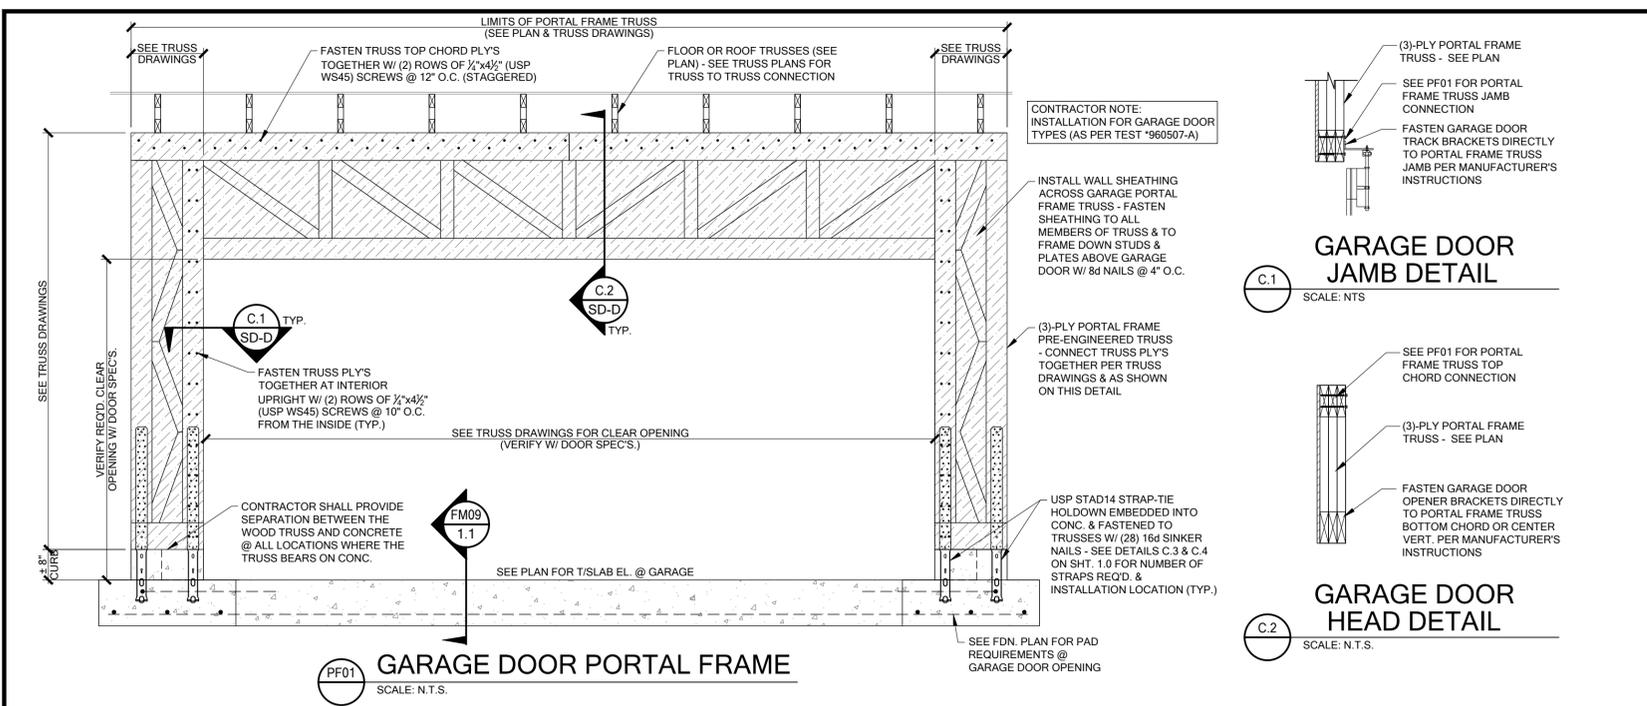 LIMITS OF PORTAL FRAME TRUSS
(SEE PLAN & TRUSS DRAWINGS)
SEE TRUSS
DRAWINGS
FASTEN TRUSS TOP CHORD PLY'S
TOGETHER W/ (2) ROWS OF ¼"x4½" (USP
WS45) SCREWS @ 12" O.C. (STAGGERED)
FLOOR OR ROOF TRUSSES (SEE
PLAN) - SEE TRUSS PLANS FOR
TRUSS TO TRUSS CONNECTION
SEE TRUSS
DRAWINGS
CONTRACTOR NOTE:
INSTALLATION FOR GARAGE DOOR
TYPES (AS PER TEST *960507-A)
INSTALL WALL SHEATHING
ACROSS GARAGE PORTAL
FRAME TRUSS - FASTEN
SHEATHING TO ALL
MEMBERS OF TRUSS & TO
FRAME DOWN STUDS &
PLATES ABOVE GARAGE
DOOR W/ 8d NAILS @ 4" O.C.
SEE TRUSS DRAWINGS
VERIFY REQ'D. CLEAR
OPENING W/ DOOR SPEC'S.
± 8"
CURB
C.1
SD-D
TYP.
C.2
SD-D
TYP.
FASTEN TRUSS PLY'S
TOGETHER AT INTERIOR
UPRIGHT W/ (2) ROWS OF ¼"x4½"
(USP WS45) SCREWS @ 10" O.C.
FROM THE INSIDE (TYP.)
(3)-PLY PORTAL FRAME
PRE-ENGINEERED TRUSS
- CONNECT TRUSS PLY'S
TOGETHER PER TRUSS
DRAWINGS & AS SHOWN
ON THIS DETAIL
SEE TRUSS DRAWINGS FOR CLEAR OPENING
(VERIFY W/ DOOR SPEC'S.)
CONTRACTOR SHALL PROVIDE
SEPARATION BETWEEN THE
WOOD TRUSS AND CONCRETE
@ ALL LOCATIONS WHERE THE
TRUSS BEARS ON CONC.
FM09
1.1
USP STAD14 STRAP-TIE
HOLDOWN EMBEDDED INTO
CONC. & FASTENED TO
TRUSSES W/ (28) 16d SINKER
NAILS - SEE DETAILS C.3 & C.4
ON SHT. 1.0 FOR NUMBER OF
STRAPS REQ'D. &
INSTALLATION LOCATION (TYP.)
SEE PLAN FOR T/SLAB EL. @ GARAGE
SEE FDN. PLAN FOR PAD
REQUIREMENTS @
GARAGE DOOR OPENING
PF01
GARAGE DOOR PORTAL FRAME
SCALE: N.T.S.
(3)-PLY PORTAL FRAME
TRUSS - SEE PLAN
SEE PF01 FOR PORTAL
FRAME TRUSS JAMB
CONNECTION
FASTEN GARAGE DOOR
TRACK BRACKETS DIRECTLY
TO PORTAL FRAME TRUSS
JAMB PER MANUFACTURER'S
INSTRUCTIONS
C.1
GARAGE DOOR
JAMB DETAIL
SCALE: NTS
SEE PF01 FOR PORTAL
FRAME TRUSS TOP
CHORD CONNECTION
(3)-PLY PORTAL FRAME
TRUSS - SEE PLAN
FASTEN GARAGE DOOR
OPENER BRACKETS DIRECTLY
TO PORTAL FRAME TRUSS
BOTTOM CHORD OR CENTER
VERT. PER MANUFACTURER'S
INSTRUCTIONS
C.2
GARAGE DOOR
HEAD DETAIL
SCALE: N.T.S.